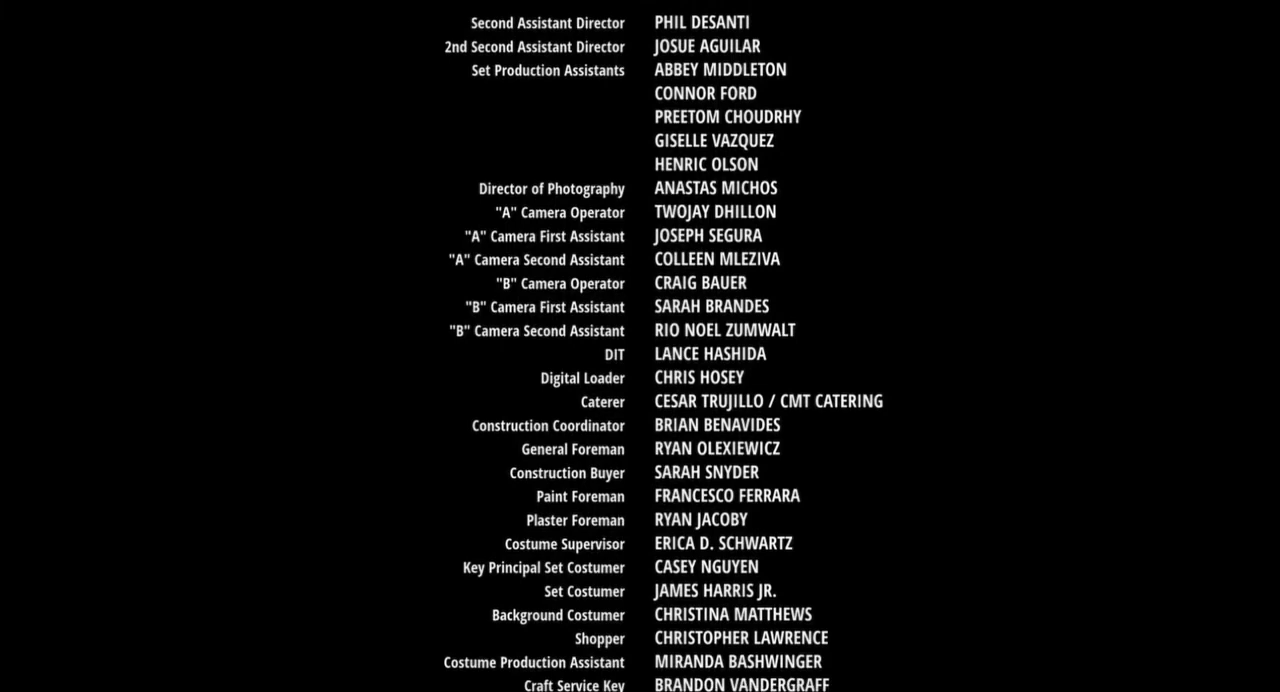 Second Assistant Director PHIL DESANTI
2nd Second Assistant Director JOSUE AGUILAR
Set Production Assistants ABBEY MIDDLETON
CONNOR FORD
PREETOM CHOUDRHY
GISELLE VAZQUEZ
HENRIC OLSON
Director of Photography ANASTAS MICHOS
"A" Camera Operator TWOJAY DHILLON
"A" Camera First Assistant JOSEPH SEGURA
"A" Camera Second Assistant COLLEEN MLEZIVA
"B" Camera Operator CRAIG BAUER
"B" Camera First Assistant SARAH BRANDES
"B" Camera Second Assistant RIO NOEL ZUMWALT
DIT LANCE HASHIDA
Digital Loader CHRIS HOSEY
Caterer CESAR TRUJILLO / CMT CATERING
Construction Coordinator BRIAN BENAVIDES
General Foreman RYAN OLEXIEWICZ
Construction Buyer SARAH SNYDER
Paint Foreman FRANCESCO FERRARA
Plaster Foreman RYAN JACOBY
Costume Supervisor ERICA D. SCHWARTZ
Key Principal Set Costumer CASEY NGUYEN
Set Costumer JAMES HARRIS JR.
Background Costumer CHRISTINA MATTHEWS
Shopper CHRISTOPHER LAWRENCE
Costume Production Assistant MIRANDA BASHWINGER
Craft Service Key BRANDON VANDERGRAFF